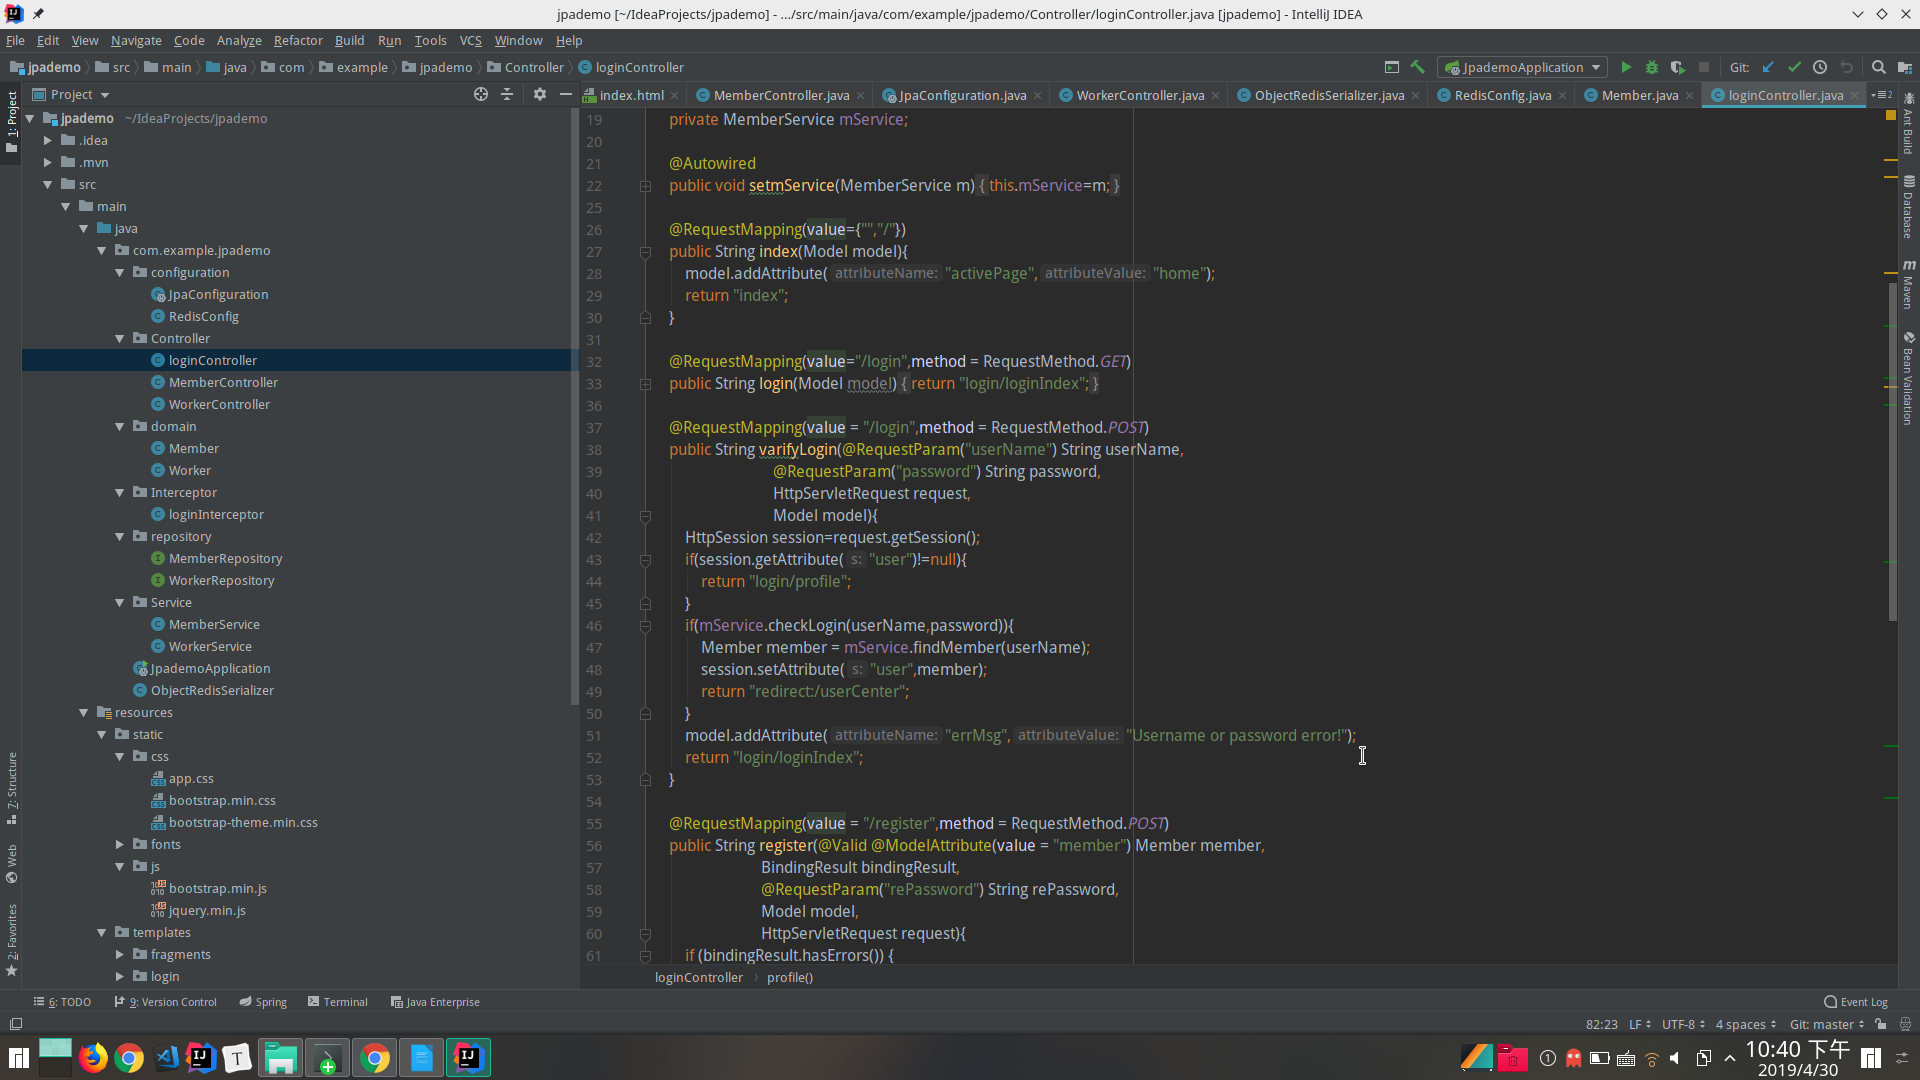 jpademo [~/IdeaProjects/jpademo] - .../src/main/java/com/example/jpademo/Controller/loginController.java [jpademo] - IntelliJ IDEA
File Edit View Navigate Code Analyze Refactor Build Run Tools VCS Window Help
jpademo src main java com example jpademo Controller loginController JpademoApplication Git:
Project
index.html MemberController.java JpaConfiguration.java WorkerController.java ObjectRedisSerializer.java RedisConfig.java Member.java loginController.java
1: Project
7: Structure
Web
2: Favorites
jpademo ~/IdeaProjects/jpademo
.idea
.mvn
src
main
java
com.example.jpademo
configuration
JpaConfiguration
RedisConfig
Controller
loginController
MemberController
WorkerController
domain
Member
Worker
Interceptor
loginInterceptor
repository
MemberRepository
WorkerRepository
Service
MemberService
WorkerService
JpademoApplication
ObjectRedisSerializer
resources
static
css
app.css
bootstrap.min.css
bootstrap-theme.min.css
fonts
js
bootstrap.min.js
jquery.min.js
templates
fragments
login
19 private MemberService mService;
20
21 @Autowired
22 public void setmService(MemberService m) { this.mService=m; }
25
26 @RequestMapping(value={"","/"})
27 public String index(Model model){
28 model.addAttribute( attributeName: "activePage", attributeValue: "home");
29 return "index";
30 }
31
32 @RequestMapping(value="/login",method = RequestMethod.GET)
33 public String login(Model model) { return "login/loginIndex"; }
36
37 @RequestMapping(value = "/login",method = RequestMethod.POST)
38 public String varifyLogin(@RequestParam("userName") String userName,
39 @RequestParam("password") String password,
40 HttpServletRequest request,
41 Model model){
42 HttpSession session=request.getSession();
43 if(session.getAttribute( s: "user")!=null){
44 return "login/profile";
45 }
46 if(mService.checkLogin(userName,password)){
47 Member member = mService.findMember(userName);
48 session.setAttribute( s: "user",member);
49 return "redirect:/userCenter";
50 }
51 model.addAttribute( attributeName: "errMsg", attributeValue: "Username or password error!");
52 return "login/loginIndex";
53 }
54
55 @RequestMapping(value = "/register",method = RequestMethod.POST)
56 public String register(@Valid @ModelAttribute(value = "member") Member member,
57 BindingResult bindingResult,
58 @RequestParam("rePassword") String rePassword,
59 Model model,
60 HttpServletRequest request){
61 if (bindingResult.hasErrors()) {
loginController profile()
Ant Build
Database
Maven
Bean Validation
6: TODO 9: Version Control Spring Terminal Java Enterprise Event Log
82:23 LF UTF-8 4 spaces Git: master
10:40 下午
2019/4/30